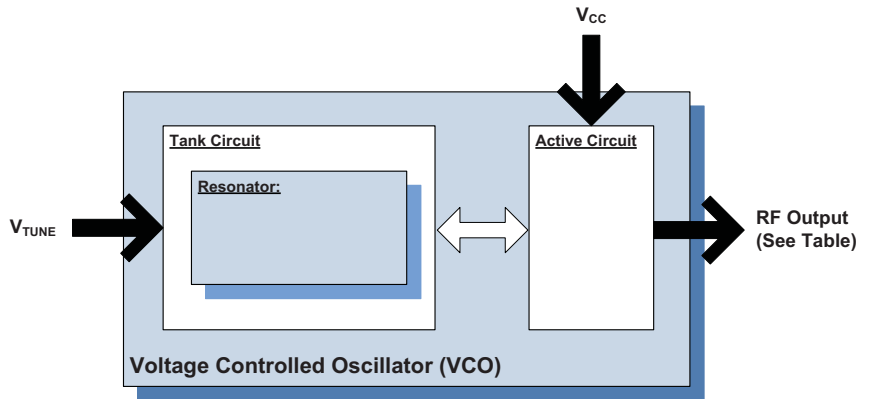 VCC
Tank Circuit
Active Circuit
Resonator:
VTUNE
RF Output
(See Table)
Voltage Controlled Oscillator (VCO)